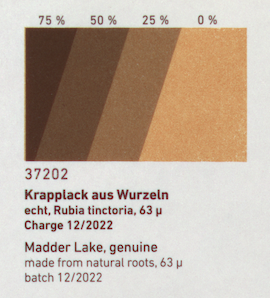 75 % 50 % 25 % 0 %
37202
Krapplack aus Wurzeln
echt, Rubia tinctoria, 63 µ
Charge 12/2022
Madder Lake, genuine
made from natural roots, 63 µ
batch 12/2022